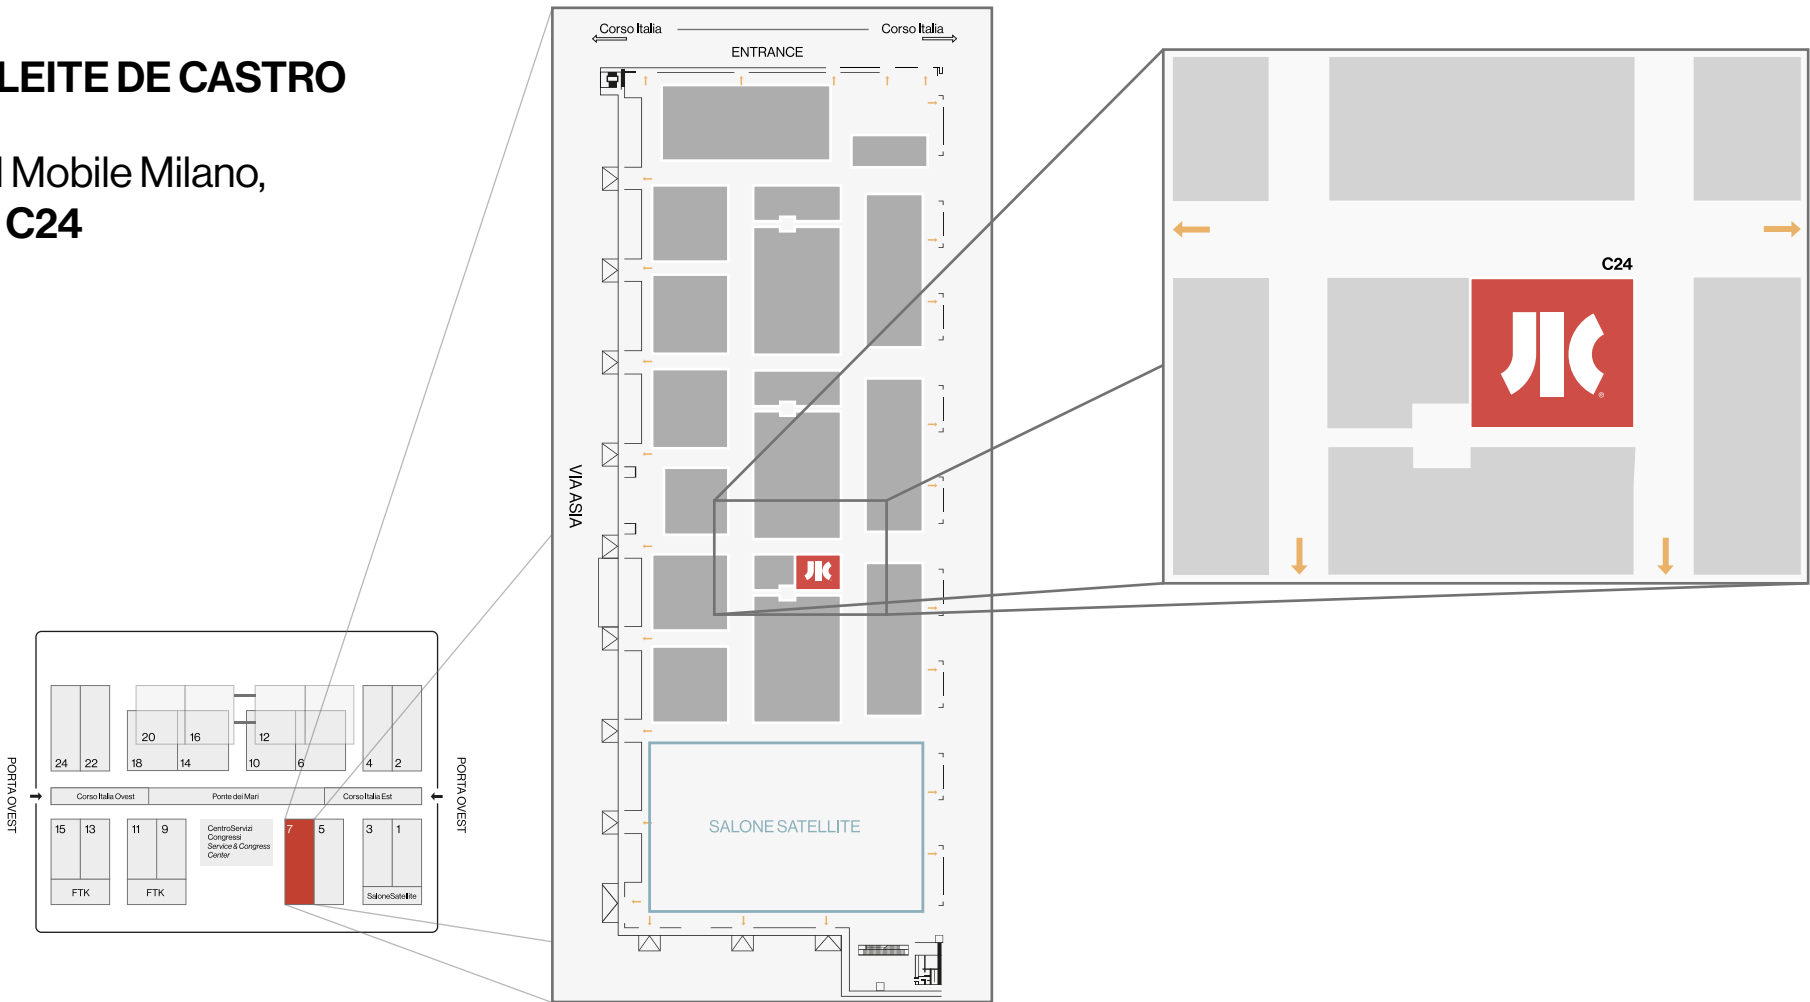 LEITE DE CASTRO
l Mobile Milano,
C24
Corso Italia
Corso Italia
ENTRANCE
VIA ASIA
SALONE SATELLITE
C24
JIC
®
JIC
20
16
12
24
22
18
14
10
6
4
2
PORTA OVEST
Corso Italia Ovest
Ponte dei Mari
Corso Italia Est
PORTA OVEST
15
13
11
9
CentroServizi
Congressi
Service & Congress
Center
7
5
3
1
FTK
FTK
SaloneSatellite